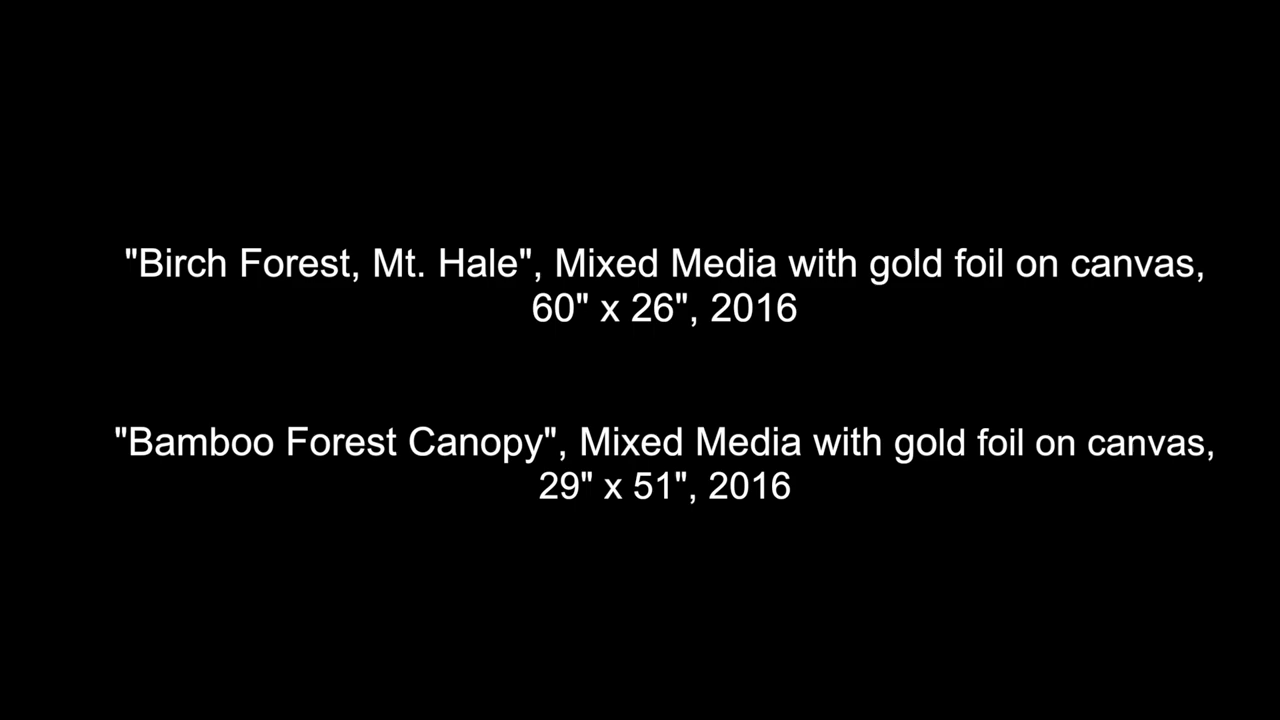 "Birch Forest, Mt. Hale", Mixed Media with gold foil on canvas,
60" x 26", 2016
"Bamboo Forest Canopy", Mixed Media with gold foil on canvas,
29" x 51", 2016